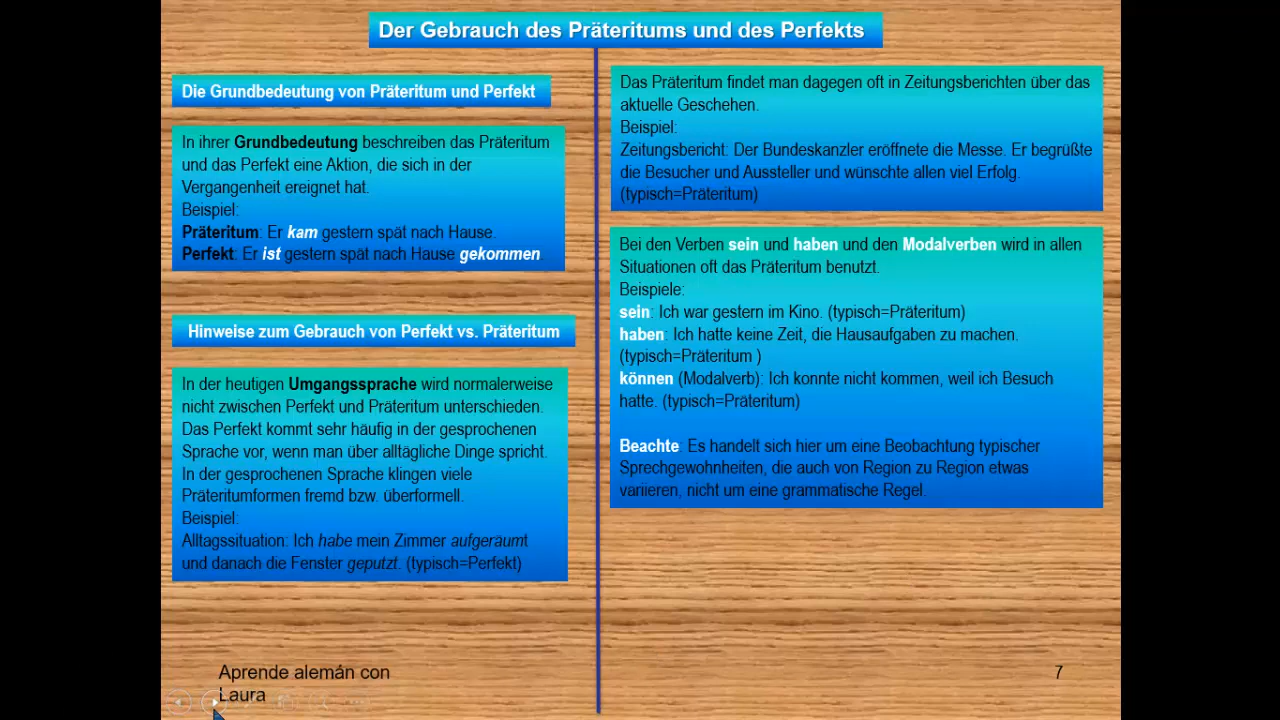 Der Gebrauch des Präteritums und des Perfekts
Die Grundbedeutung von Präteritum und Perfekt
In ihrer Grundbedeutung beschreiben das Präteritum
und das Perfekt eine Aktion, die sich in der
Vergangenheit ereignet hat.
Beispiel:
Präteritum: Er kam gestern spät nach Hause.
Perfekt: Er ist gestern spät nach Hause gekommen
Hinweise zum Gebrauch von Perfekt vs. Präteritum
In der heutigen Umgangssprache wird normalerweise
nicht zwischen Perfekt und Präteritum unterschieden.
Das Perfekt kommt sehr häufig in der gesprochenen
Sprache vor, wenn man über alltägliche Dinge spricht.
In der gesprochenen Sprache klingen viele
Präteritumformen fremd bzw. überformell.
Beispiel:
Alltagssituation: Ich habe mein Zimmer aufgeräumt
und danach die Fenster geputzt. (typisch=Perfekt)
Das Präteritum findet man dagegen oft in Zeitungsberichten über das
aktuelle Geschehen.
Beispiel:
Zeitungsbericht: Der Bundeskanzler eröffnete die Messe. Er begrüßte
die Besucher und Aussteller und wünschte allen viel Erfolg.
(typisch=Präteritum)
Bei den Verben sein und haben und den Modalverben wird in allen
Situationen oft das Präteritum benutzt.
Beispiele:
sein: Ich war gestern im Kino. (typisch=Präteritum)
haben: Ich hatte keine Zeit, die Hausaufgaben zu machen.
(typisch=Präteritum )
können (Modalverb): Ich konnte nicht kommen, weil ich Besuch
hatte. (typisch=Präteritum)
Beachte: Es handelt sich hier um eine Beobachtung typischer
Sprechgewohnheiten, die auch von Region zu Region etwas
variieren, nicht um eine grammatische Regel.
Aprende alemán con
Laura
7